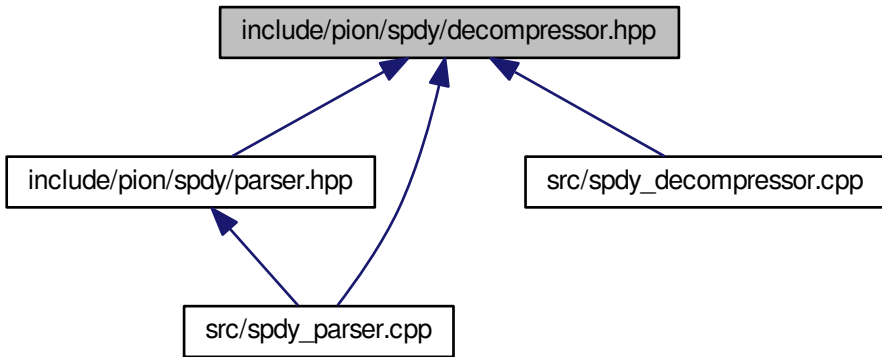 include/pion/spdy/decompressor.hpp
include/pion/spdy/parser.hpp
src/spdy_decompressor.cpp
src/spdy_parser.cpp